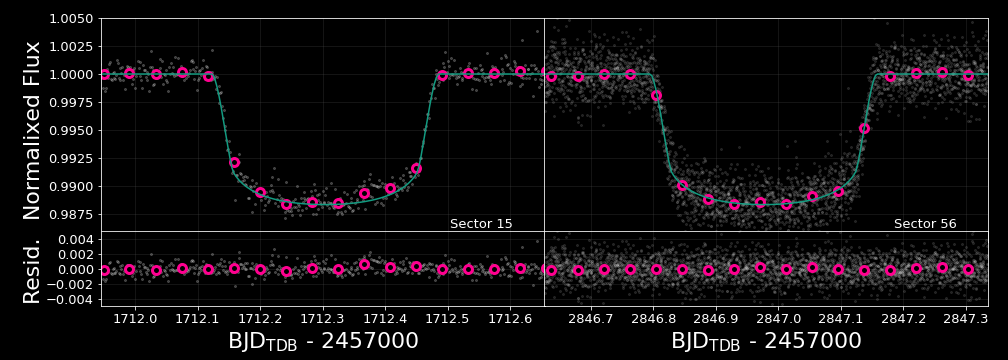 Normalixed Flux
1.0050
1.0025
1.0000
0.9975
0.9950
0.9925
0.9900
0.9875
Sector 15
Sector 56
Resid.
0.004
0.002
0.000
−0.002
−0.004
1712.0 1712.1 1712.2 1712.3 1712.4 1712.5 1712.6 2846.7 2846.8 2846.9 2847.0 2847.1 2847.2 2847.3
BJD_TDB - 2457000 BJD_TDB - 2457000